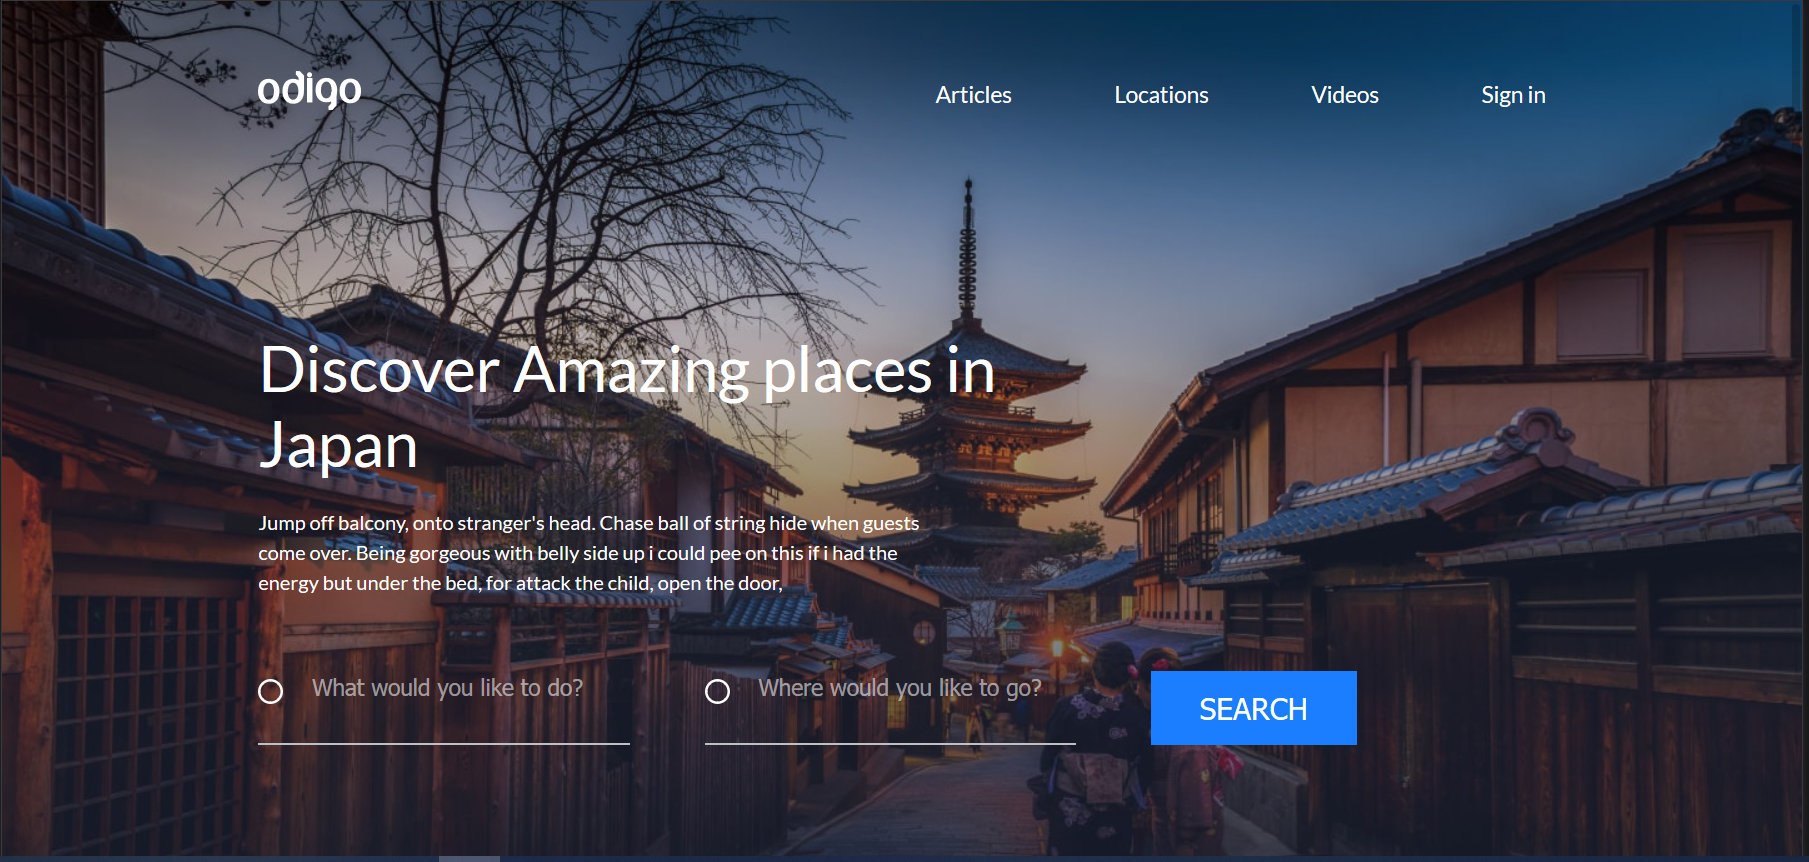 odigo
Articles Locations Videos Sign in
Discover Amazing places in
Japan
Jump off balcony, onto stranger's head. Chase ball of string hide when guests
come over. Being gorgeous with belly side up i could pee on this if i had the
energy but under the bed, for attack the child, open the door,
What would you like to do? Where would you like to go? SEARCH